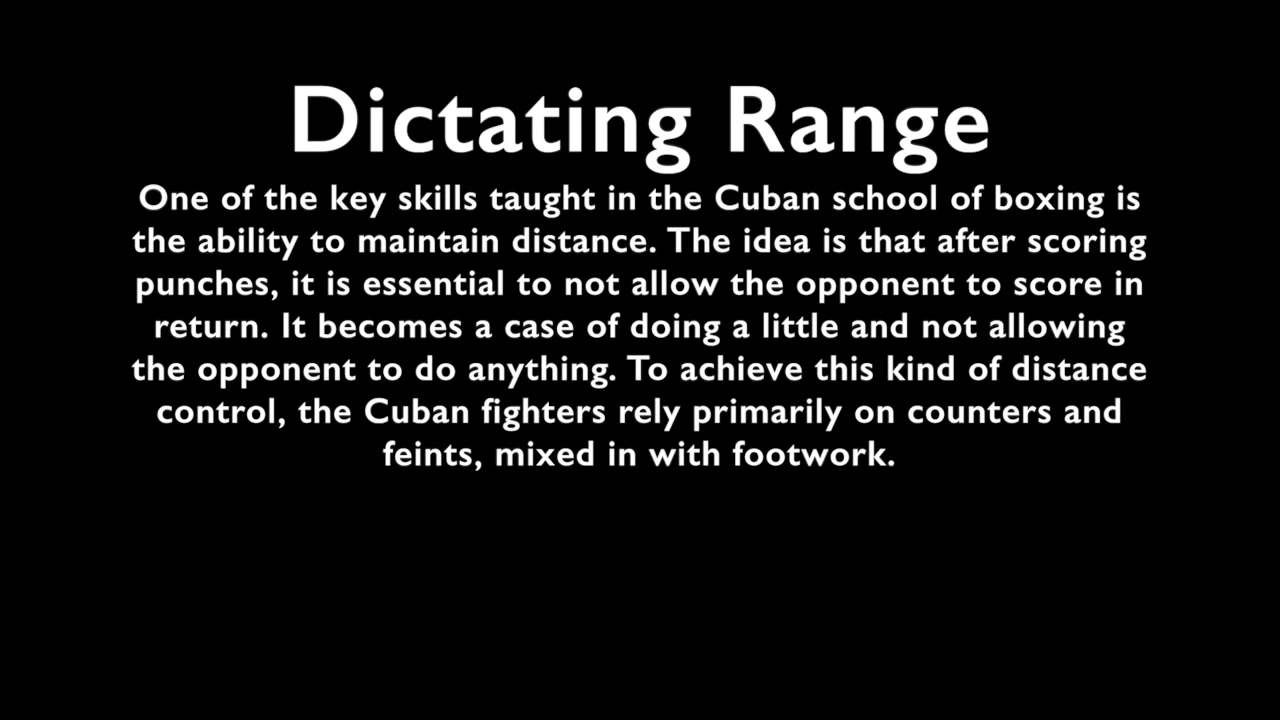 Dictating Range
One of the key skills taught in the Cuban school of boxing is
the ability to maintain distance. The idea is that after scoring
punches, it is essential to not allow the opponent to score in
return. It becomes a case of doing a little and not allowing
the opponent to do anything. To achieve this kind of distance
control, the Cuban fighters rely primarily on counters and
feints, mixed in with footwork.